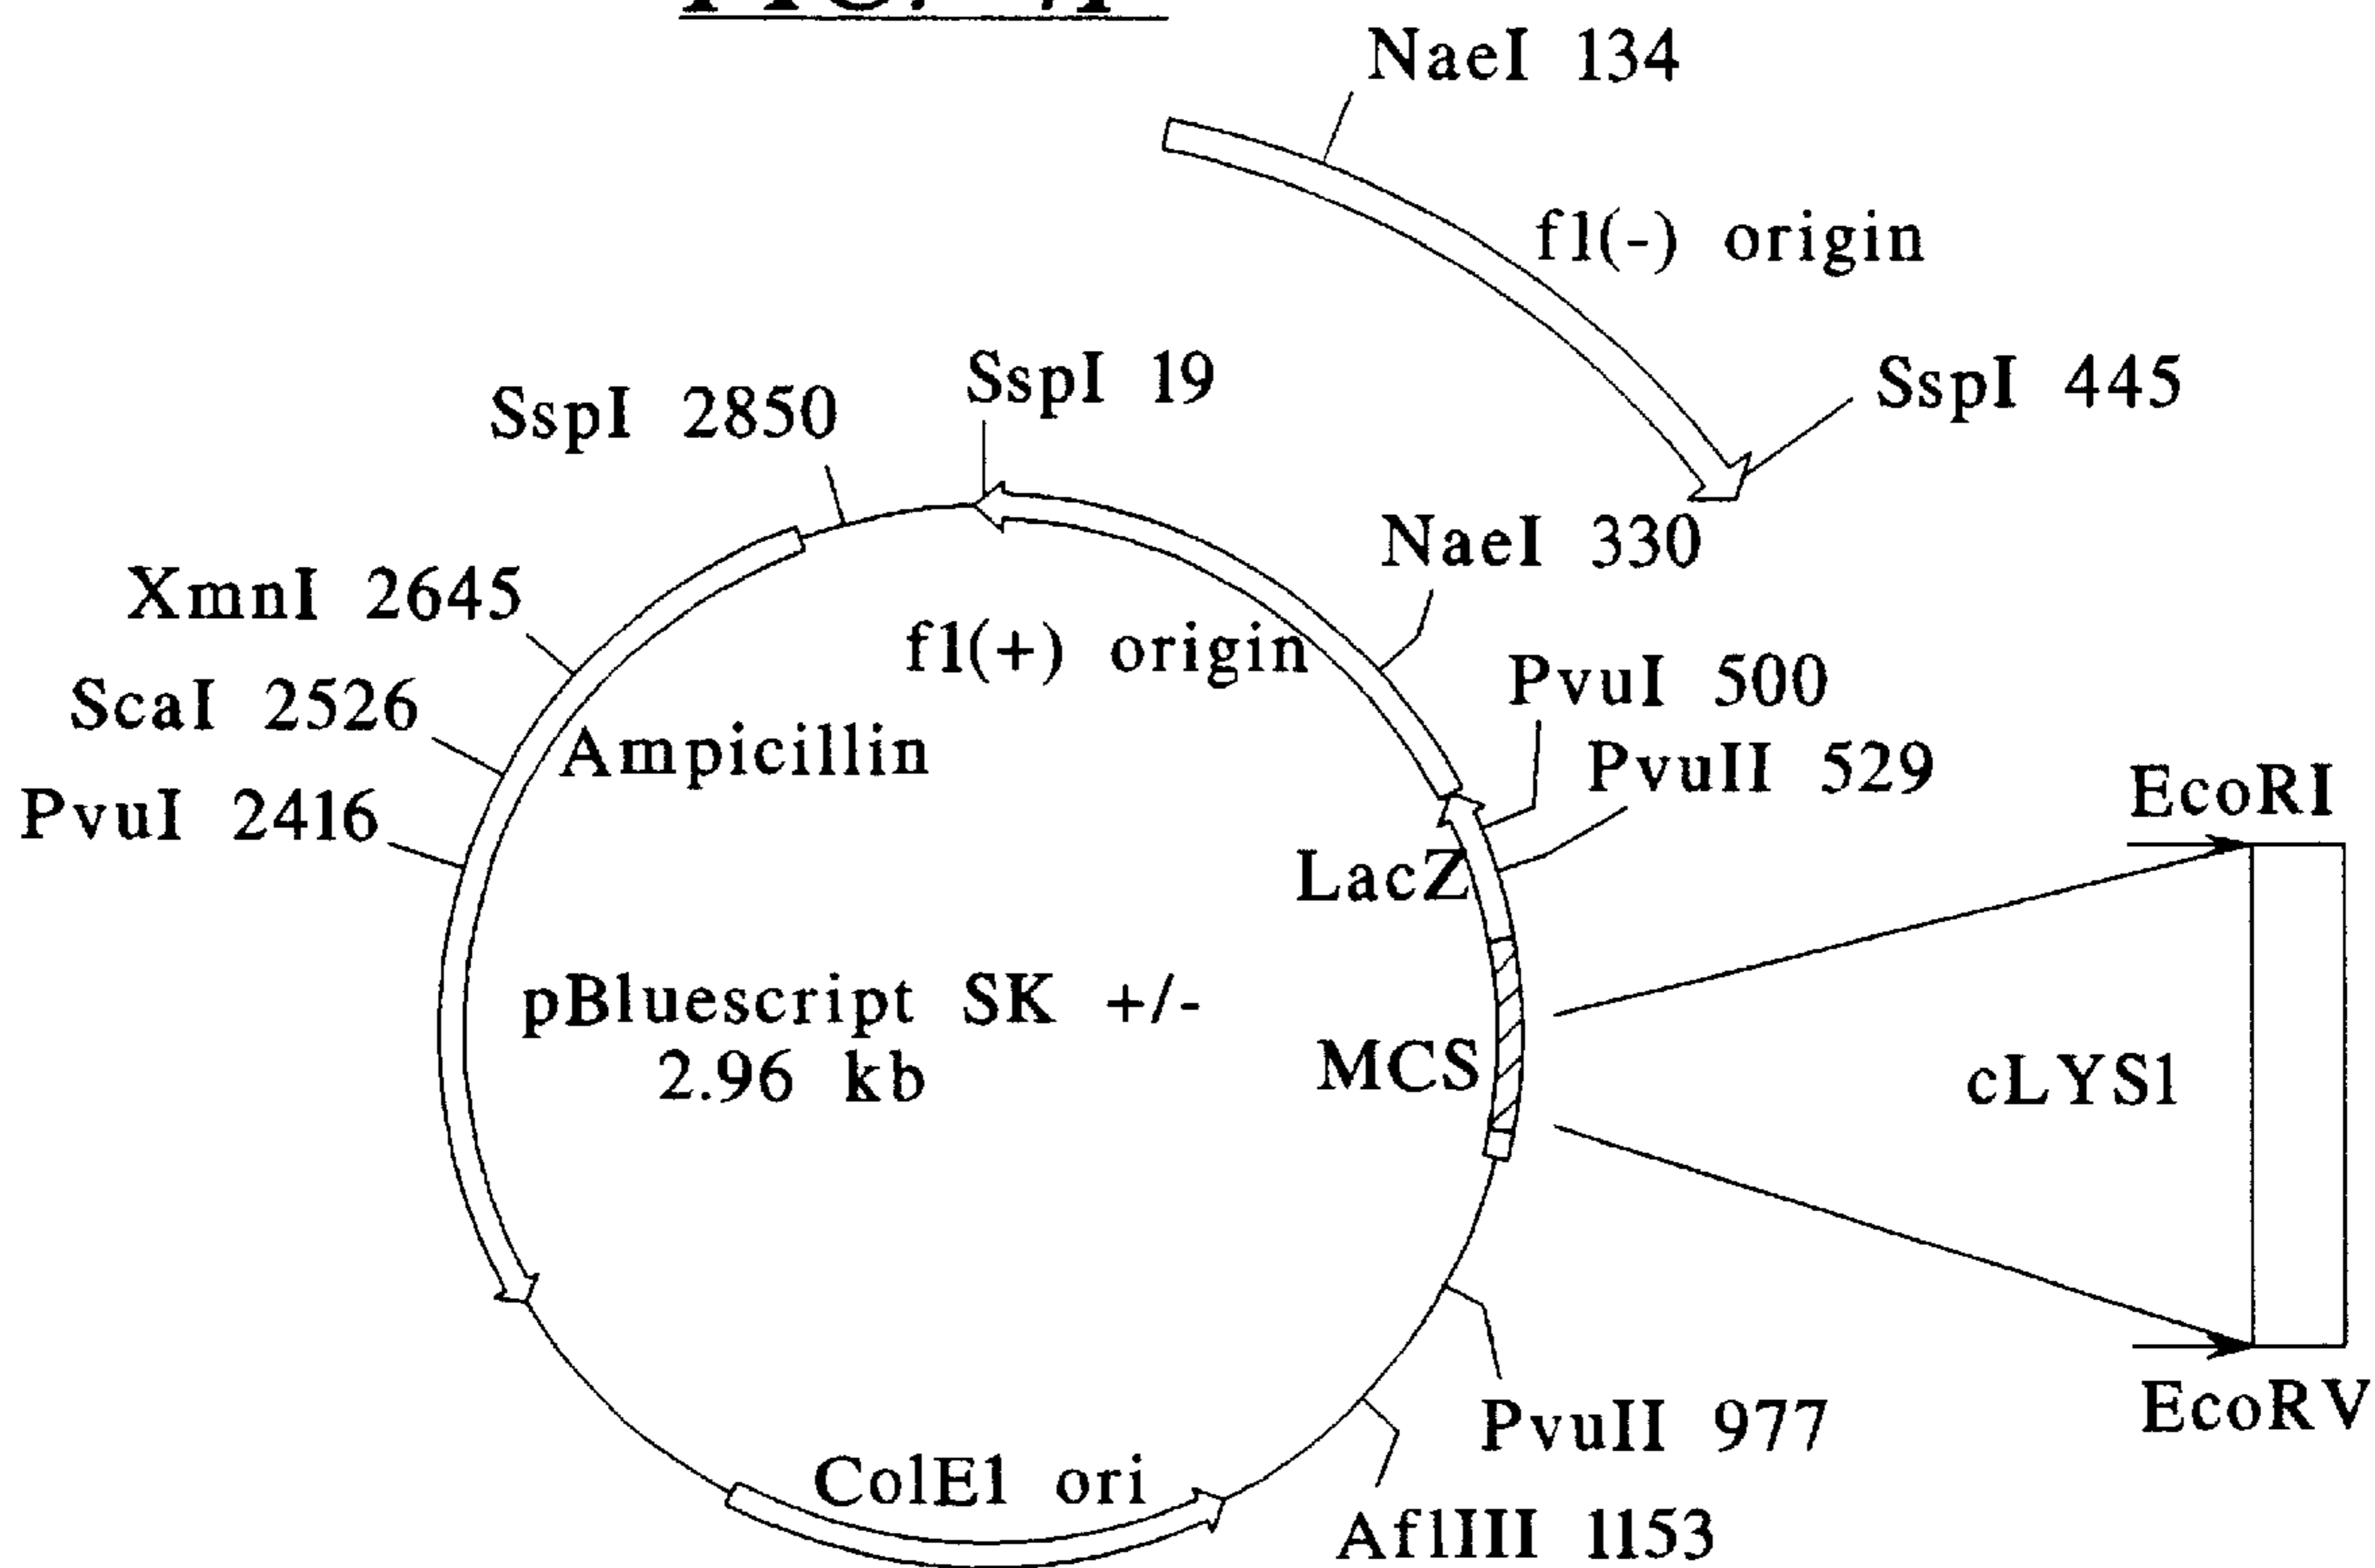 NaeI 134
f1(-) origin
SspI 19
SspI 445
SspI 2850
NaeI 330
XmnI 2645
f1(+) origin
PvuI 500
ScaI 2526
Ampicillin
PvuII 529
EcoRI
PvuI 2416
LacZ
pBluescript SK +/-
2.96 kb
MCS
cLYS1
EcoRV
PvuII 977
ColE1 ori
AflIII 1153